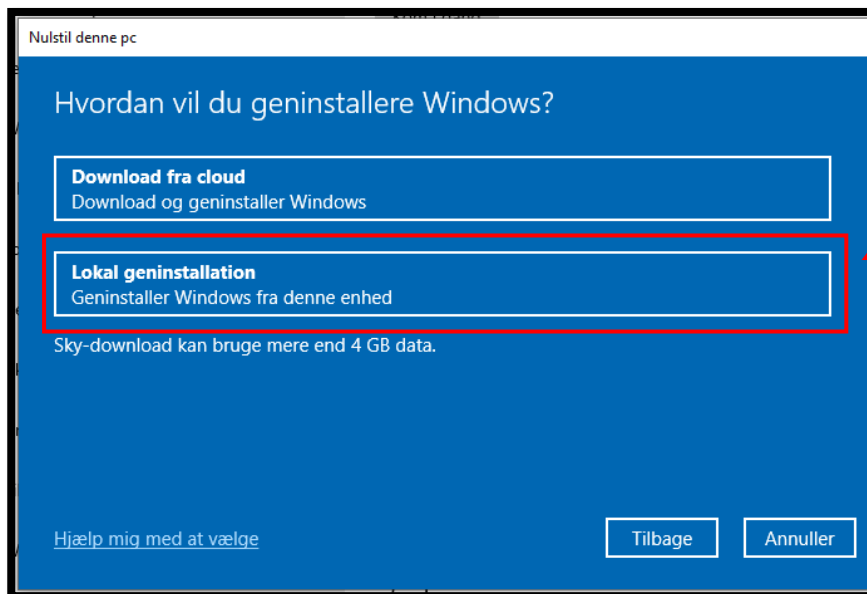 Nulstil denne pc
Hvordan vil du geninstallere Windows?
Download fra cloud
Download og geninstaller Windows
Lokal geninstallation
Geninstaller Windows fra denne enhed
Sky-download kan bruge mere end 4 GB data.
Hjælp mig med at vælge
Tilbage
Annuller